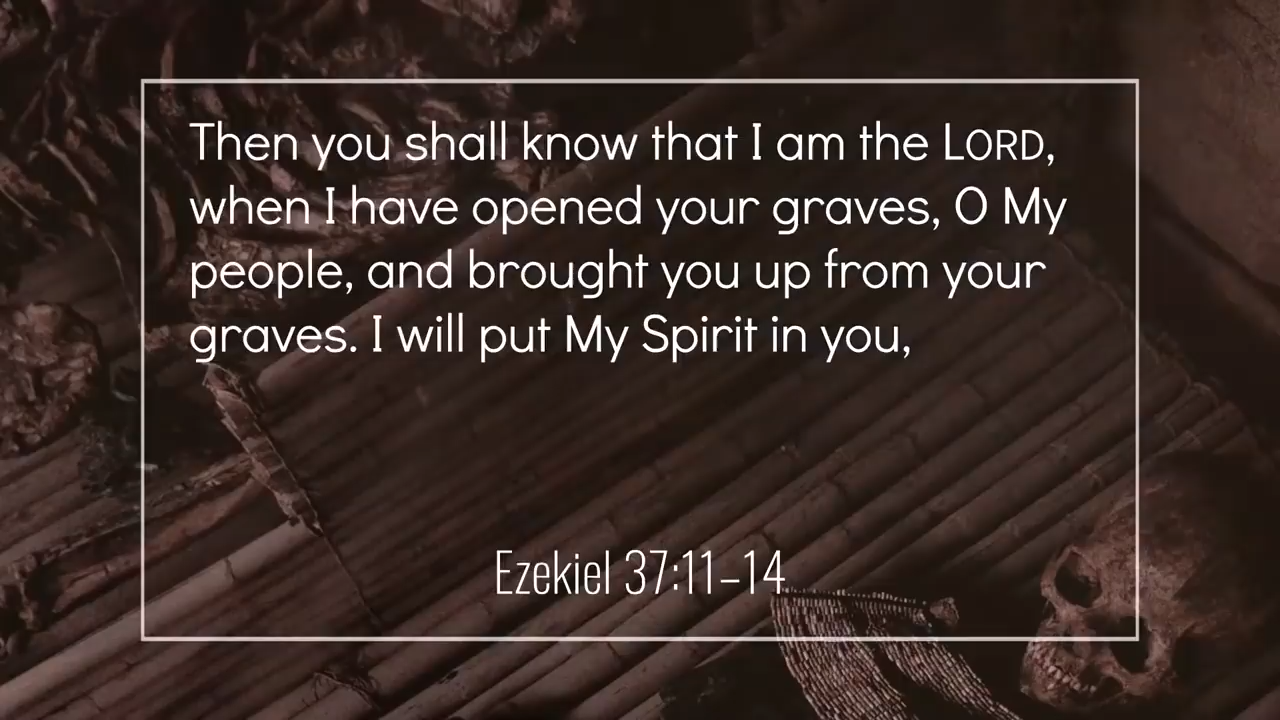 Then you shall know that I am the LORD,
when I have opened your graves, O My
people, and brought you up from your
graves. I will put My Spirit in you,
Ezekiel 37:11–14